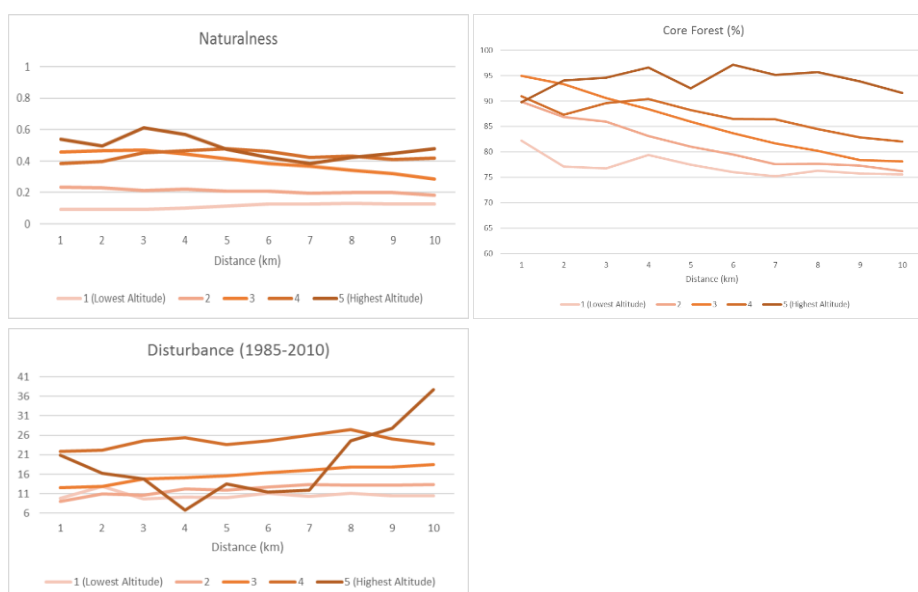 Naturalness
1
0.8
0.6
0.4
0.2
0
1 2 3 4 5 6 7 8 9 10
Distance (km)
1 (Lowest Altitude) 2 3 4 5 (Highest Altitude)
Core Forest (%)
100
95
90
85
80
75
70
65
60
1 2 3 4 5 6 7 8 9 10
Distance (km)
1 (Lowest Altitude) 2 3 4 5 (Highest Altitude)
Disturbance (1985-2010)
41
36
31
26
21
16
11
6
1 2 3 4 5 6 7 8 9 10
Distance (km)
1 (Lowest Altitude) 2 3 4 5 (Highest Altitude)